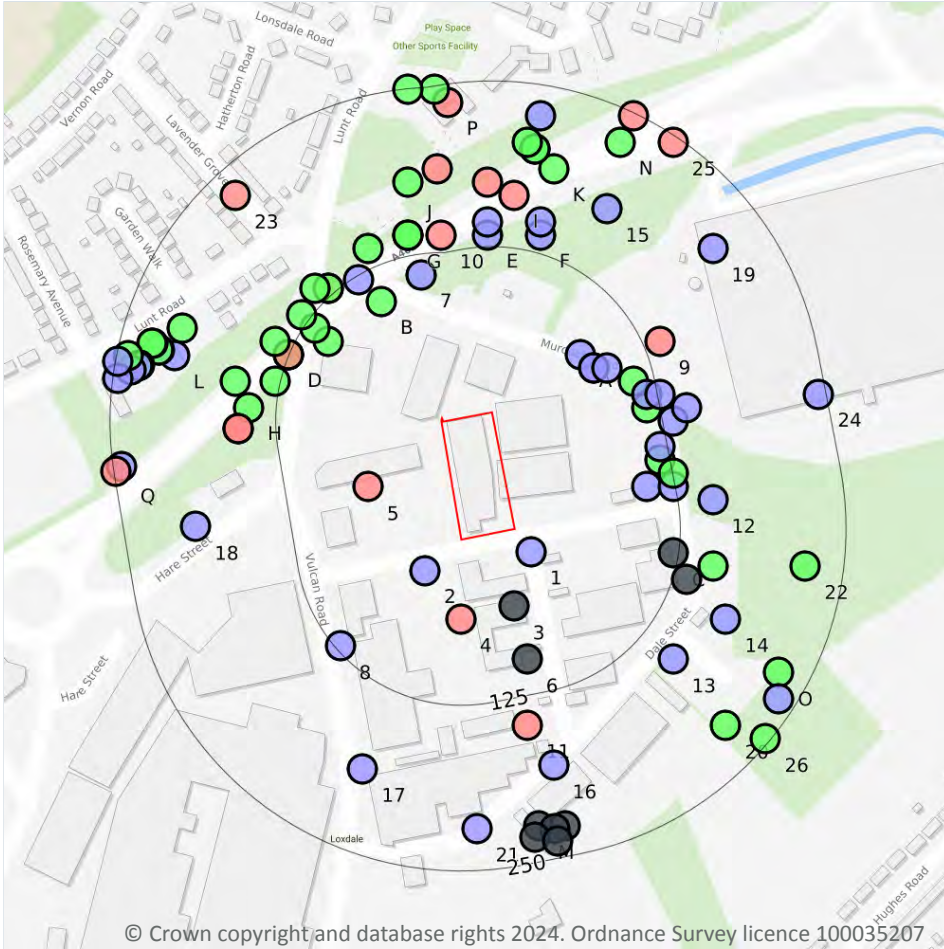 Lonsdale Road
Play Space
Other Sports Facility
Vernon Road
Hatherton Road
Lunt Road
P
Lavender Grove
N
25
K
23
J
I
15
Garden Walk
G
10
E
F
19
Rosemary Avenue
7
Lunt Road
B
A
9
L
D
24
H
Q
5
12
18
Hare Street
1
C
22
Vulcan Road
2
3
4
14
Dale Street
8
6
13
Hare Street
125
O
11
20
26
17
16
Loxdale
21
M
250
Hughes Road
© Crown copyright and database rights 2024. Ordnance Survey licence 100035207